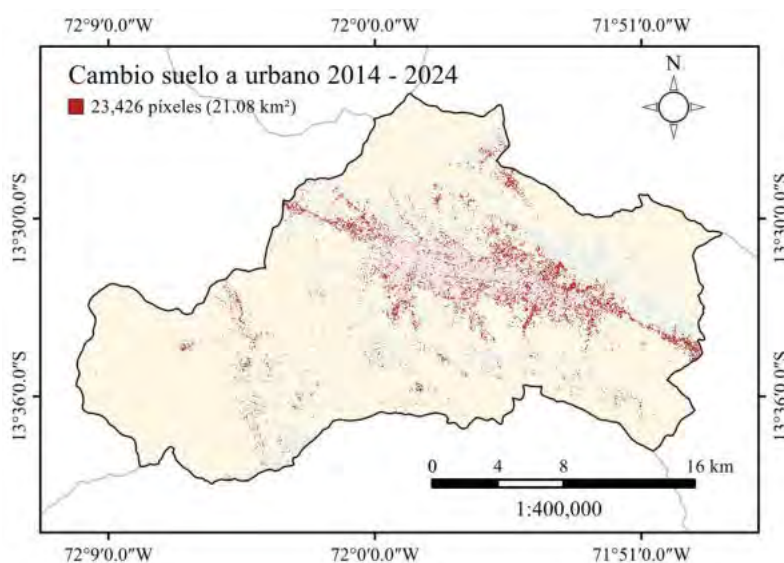 72°9'0.0"W 72°0'0.0"W 71°51'0.0"W
Cambio suelo a urbano 2014 - 2024
23,426 píxeles (21.08 km²)
N
13°30'0.0"S 13°30'0.0"S
13°36'0.0"S 13°36'0.0"S
0 4 8 16 km
1:400,000
72°9'0.0"W 72°0'0.0"W 71°51'0.0"W